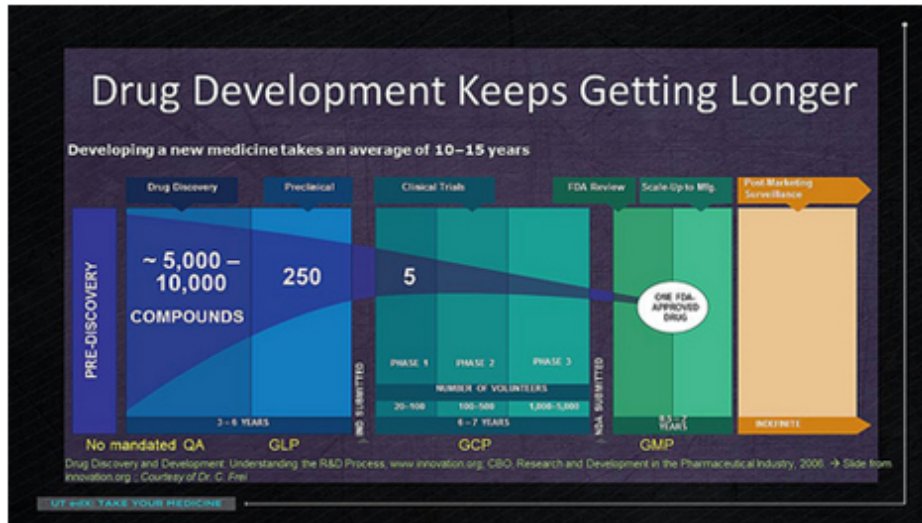 Drug Development Keeps Getting Longer
Developing a new medicine takes an average of 10–15 years
Drug Discovery
Preclinical
Clinical Trials
FDA Review
Scale-Up to Mfg.
Post-Marketing
Surveillance
PRE-DISCOVERY
~ 5,000 –
10,000
COMPOUNDS
250
5
ONE FDA-
APPROVED
DRUG
IND SUBMITTED
NDA SUBMITTED
PHASE 1
PHASE 2
PHASE 3
NUMBER OF VOLUNTEERS
20–100
100–500
1,000–5,000
3 – 6 YEARS
6 – 7 YEARS
0.5 – 2
YEARS
INDEFINITE
No mandated QA
GLP
GCP
GMP
Drug Discovery and Development: Understanding the R&D Process, www.innovation.org; CBO, Research and Development in the Pharmaceutical Industry, 2006. → Slide from
innovation.org : Courtesy of Dr. C. Frei
UT edX: TAKE YOUR MEDICINE